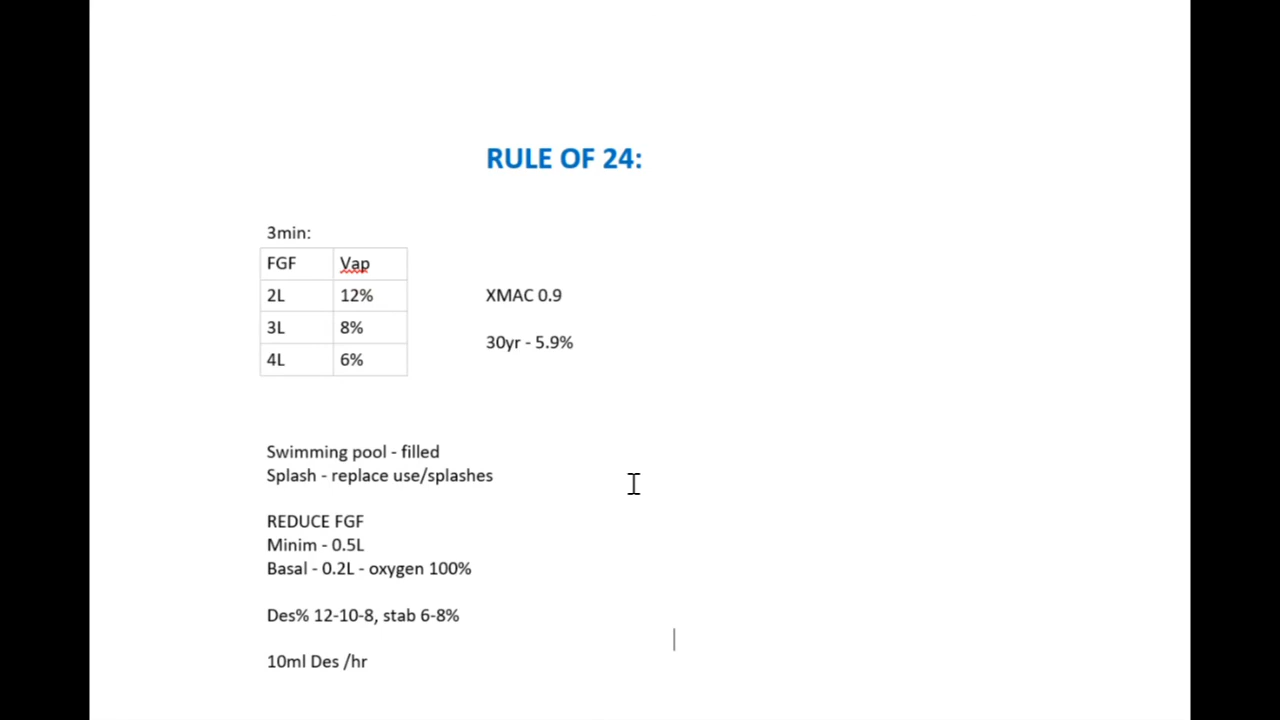 RULE OF 24:
3min:
FGF Vap
2L 12%
3L 8%
4L 6%
XMAC 0.9
30yr - 5.9%
Swimming pool - filled
Splash - replace use/splashes
REDUCE FGF
Minim - 0.5L
Basal - 0.2L - oxygen 100%
Des% 12-10-8, stab 6-8%
10ml Des /hr